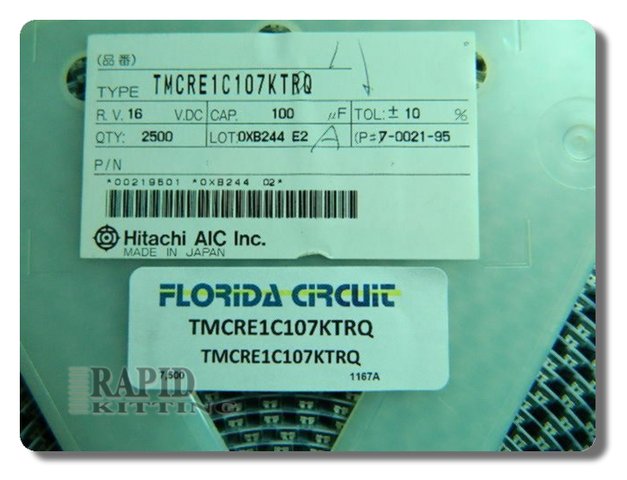 (品番)
TYPE TMCRE1C107KTRQ
R.V. 16 V.DC CAP. 100 μF TOL: ± 10 %
QTY: 2500 LOT:0XB244 E2 A (P=7-0021-95
P/N
*00219501 *0XB244 02*
Hitachi AIC Inc.
MADE IN JAPAN
FLORIDA CIRCUIT
TMCRE1C107KTRQ
TMCRE1C107KTRQ
7,500 1167A
RAPID
KITTING